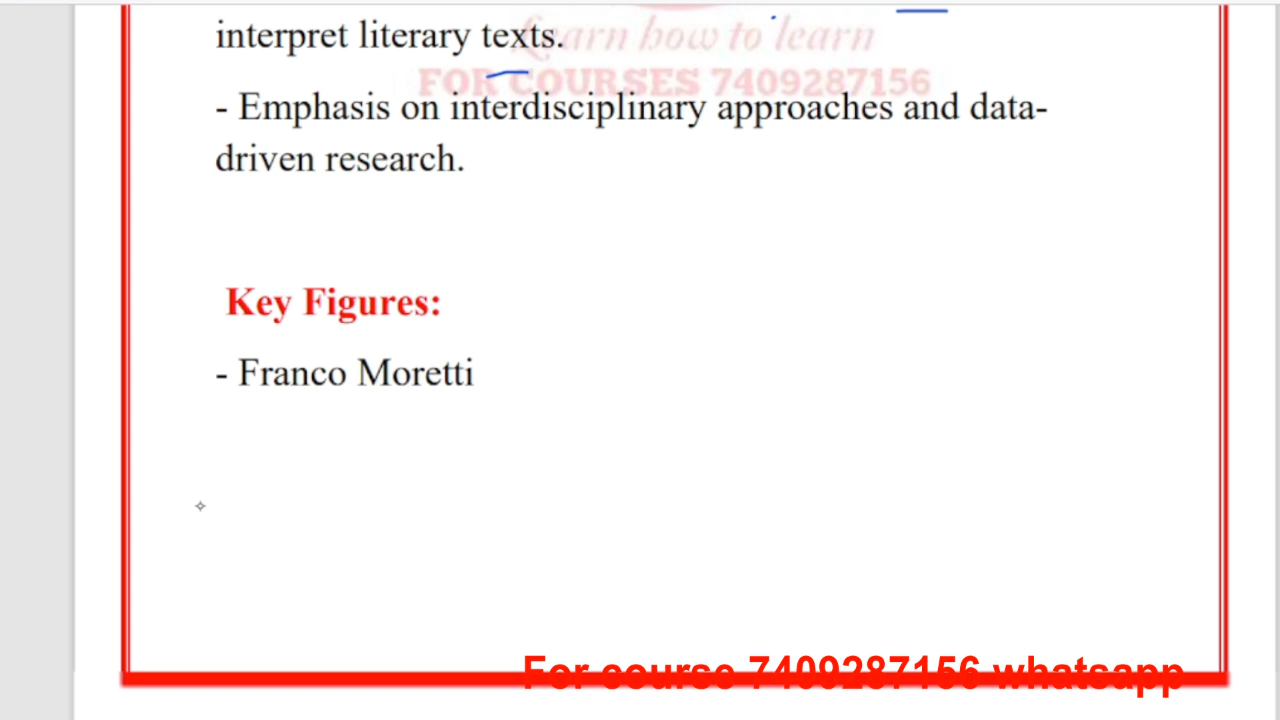 interpret literary texts.
Learn how to learn
FOR COURSES 7409287156
- Emphasis on interdisciplinary approaches and data-
driven research.
Key Figures:
- Franco Moretti
For course 7409287156 whatsapp